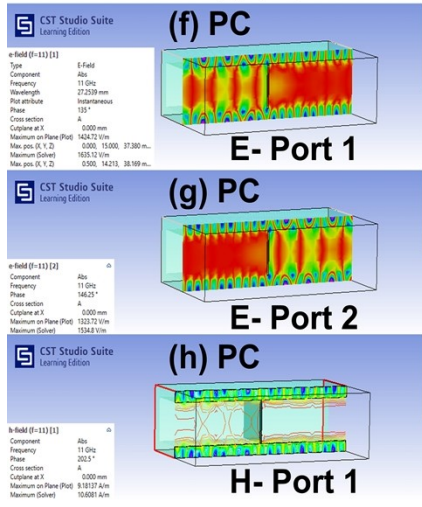 CST Studio Suite
Learning Edition
(f) PC
e-field (f=11) [1]
Type E-Field
Component Abs
Frequency 11 GHz
Wavelength 27.2539 mm
Plot attribute Instantaneous
Phase 135 °
Cross section A
Cutplane at X 0.000 mm
Maximum on Plane (Plot) 1424.72 V/m
Max. pos. (X, Y, Z) 0.000, 15.000, 37.380 m...
Maximum (Solver) 1635.12 V/m
Max. pos. (X, Y, Z) 0.500, 14.213, 38.169 m...
E- Port 1
CST Studio Suite
Learning Edition
(g) PC
e-field (f=11) [2]
Component Abs
Frequency 11 GHz
Phase 146.25 °
Cross section A
Cutplane at X 0.000 mm
Maximum on Plane (Plot) 1323.72 V/m
Maximum (Solver) 1534.8 V/m
E- Port 2
CST Studio Suite
Learning Edition
(h) PC
h-field (f=11) [1]
Component Abs
Frequency 11 GHz
Phase 202.5 °
Cross section A
Cutplane at X 0.000 mm
Maximum on Plane (Plot) 9.18137 A/m
Maximum (Solver) 10.6081 A/m
H- Port 1